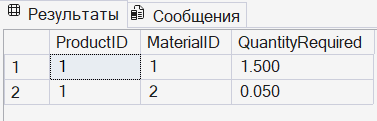 Результаты Сообщения
ProductID MaterialID QuantityRequired
1 1 1 1.500
2 1 2 0.050